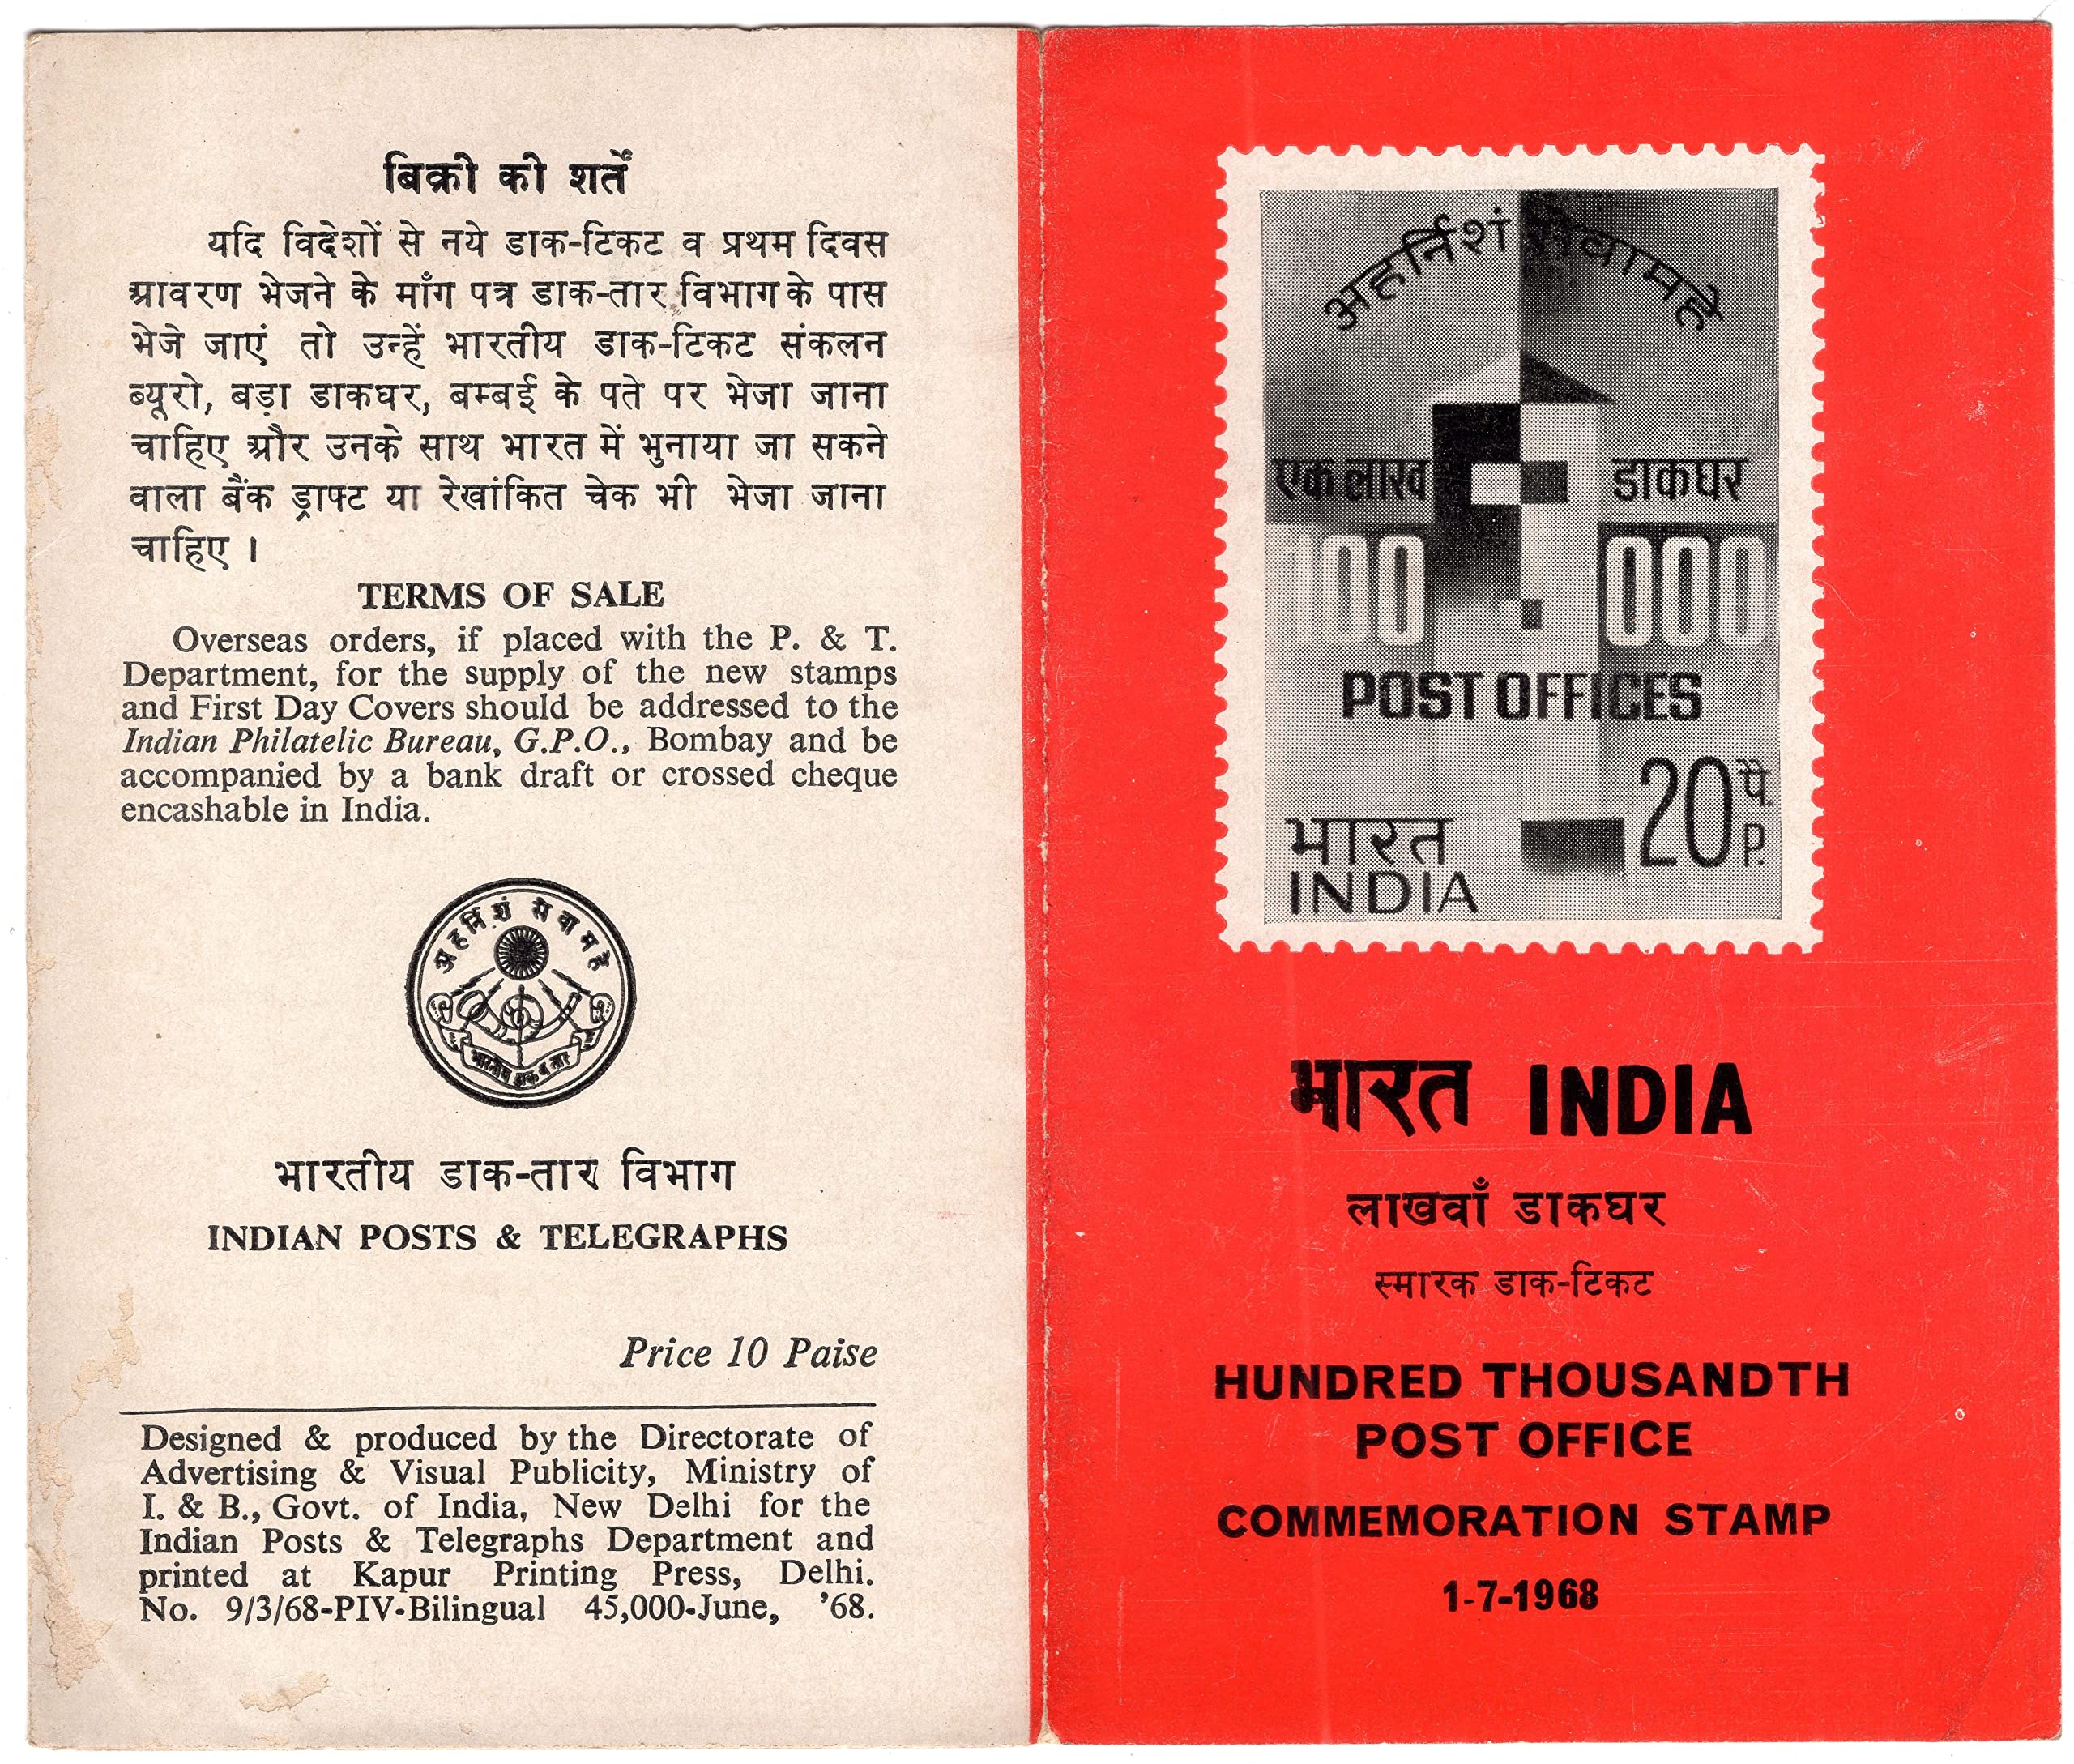 बिक्री की शर्तें
यदि विदेशों से नये डाक-टिकट व प्रथम दिवस
आवरण भेजने के माँग पत्र डाक-तार विभाग के पास
भेजे जाएं तो उन्हें भारतीय डाक-टिकट संकलन
ब्यूरो, बड़ा डाकघर, बम्बई के पते पर भेजा जाना
चाहिए और उनके साथ भारत में भुनाया जा सकने
वाला बैंक ड्राफ्ट या रेखांकित चेक भी भेजा जाना
चाहिए ।
TERMS OF SALE
Overseas orders, if placed with the P. & T.
Department, for the supply of the new stamps
and First Day Covers should be addressed to the
Indian Philatelic Bureau, G.P.O., Bombay and be
accompanied by a bank draft or crossed cheque
encashable in India.
अहर्निशं सेवामहे
भारतीय डाक व तार
भारतीय डाक-तार विभाग
INDIAN POSTS & TELEGRAPHS
Price 10 Paise
Designed & produced by the Directorate of
Advertising & Visual Publicity, Ministry of
I. & B., Govt. of India, New Delhi for the
Indian Posts & Telegraphs Department and
printed at Kapur Printing Press, Delhi.
No. 9/3/68-PIV-Bilingual 45,000-June, '68.
अहर्निशं सेवामहे
एक लाख डाकघर
100 000
POST OFFICES
20 पै. P.
भारत
INDIA
भारत INDIA
लाखवाँ डाकघर
स्मारक डाक-टिकट
HUNDRED THOUSANDTH
POST OFFICE
COMMEMORATION STAMP
1-7-1968